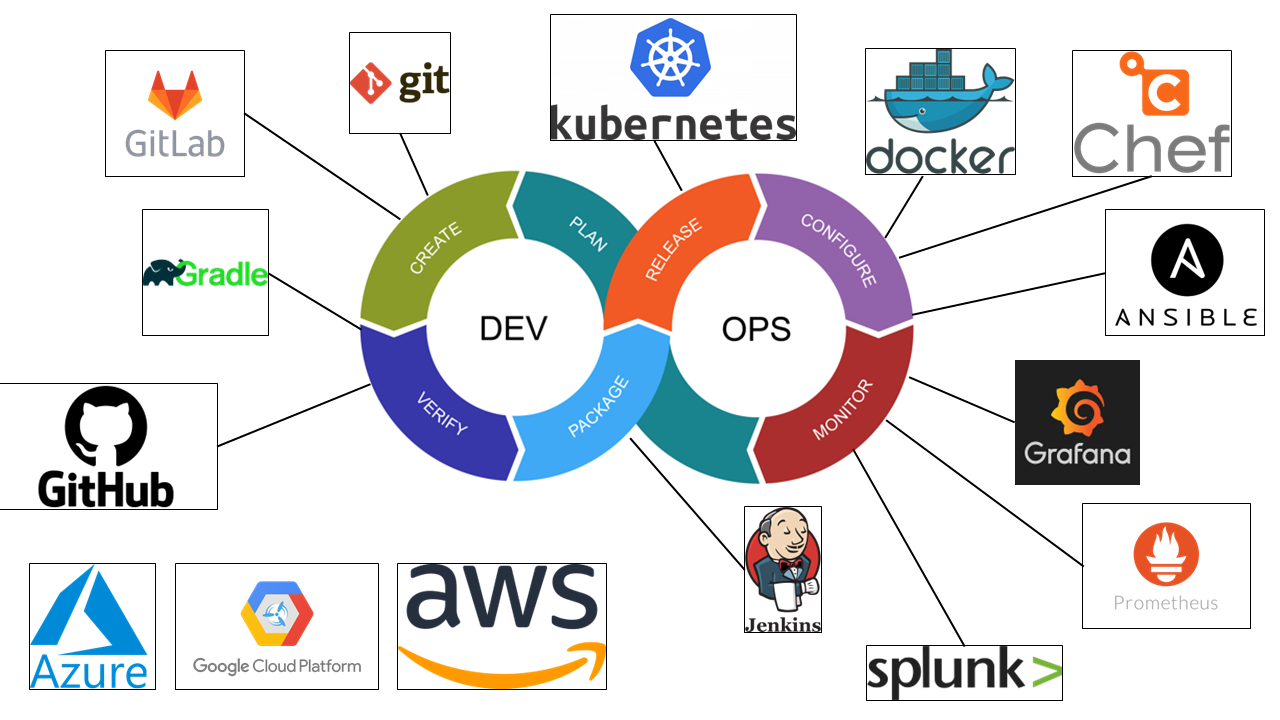 git
kubernetes
docker
Chef
GitLab
Gradle
CREATE
PLAN
RELEASE
CONFIGURE
ANSIBLE
DEV
OPS
VERIFY
PACKAGE
MONITOR
Grafana
GitHub
Prometheus
Jenkins
Azure
Google Cloud Platform
aws
splunk>